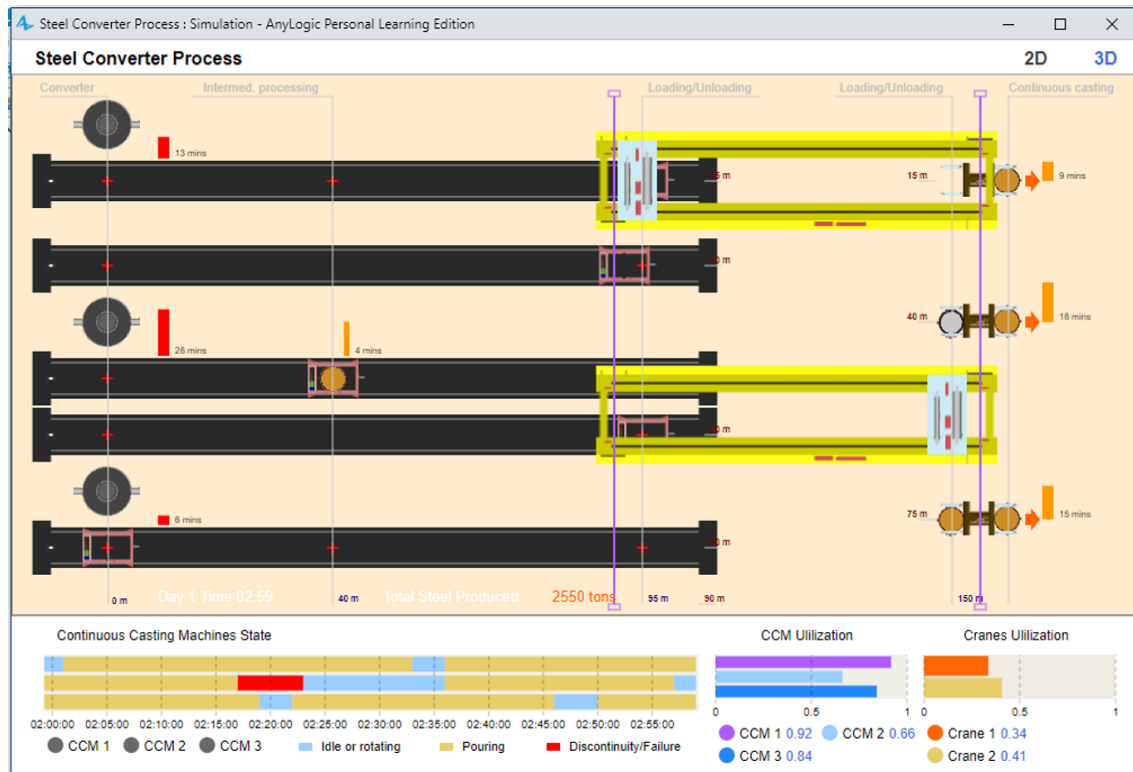 Steel Converter Process : Simulation - AnyLogic Personal Learning Edition
Steel Converter Process 2D 3D
Converter Intermed. processing Loading/Unloading Loading/Unloading Continuous casting
13 mins
15 m 9 mins
40 m 18 mins
28 mins 4 mins
75 m 15 mins
6 mins
Day 1 Time 02:59 Total Steel Produced 2550 tons
0 m 40 m 95 m 90 m 150 m
Continuous Casting Machines State
02:00:00 02:05:00 02:10:00 02:15:00 02:20:00 02:25:00 02:30:00 02:35:00 02:40:00 02:45:00 02:50:00 02:55:00
CCM 1 CCM 2 CCM 3 Idle or rotating Pouring Discontinuity/Failure
CCM Uilization
0 0.5 1
CCM 1 0.92 CCM 2 0.66
CCM 3 0.84
Cranes Uilization
0 0.5 1
Crane 1 0.34
Crane 2 0.41